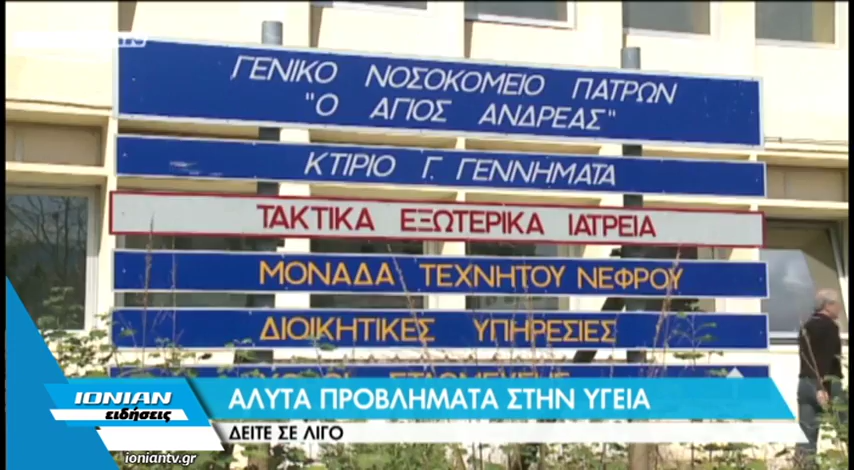 ΓΕΝΙΚΟ ΝΟΣΟΚΟΜΕΙΟ ΠΑΤΡΩΝ
"Ο ΑΓΙΟΣ ΑΝΔΡΕΑΣ"
ΚΤΙΡΙΟ Γ. ΓΕΝΝΗΜΑΤΑ
ΤΑΚΤΙΚΑ ΕΞΩΤΕΡΙΚΑ ΙΑΤΡΕΙΑ
ΜΟΝΑΔΑ ΤΕΧΝΗΤΟΥ ΝΕΦΡΟΥ
ΔΙΟΙΚΗΤΙΚΕΣ ΥΠΗΡΕΣΙΕΣ
ΙΟΝΙΑΝ
ειδήσεις
ioniantv.gr
ΑΛΥΤΑ ΠΡΟΒΛΗΜΑΤΑ ΣΤΗΝ ΥΓΕΙΑ
ΔΕΙΤΕ ΣΕ ΛΙΓΟ